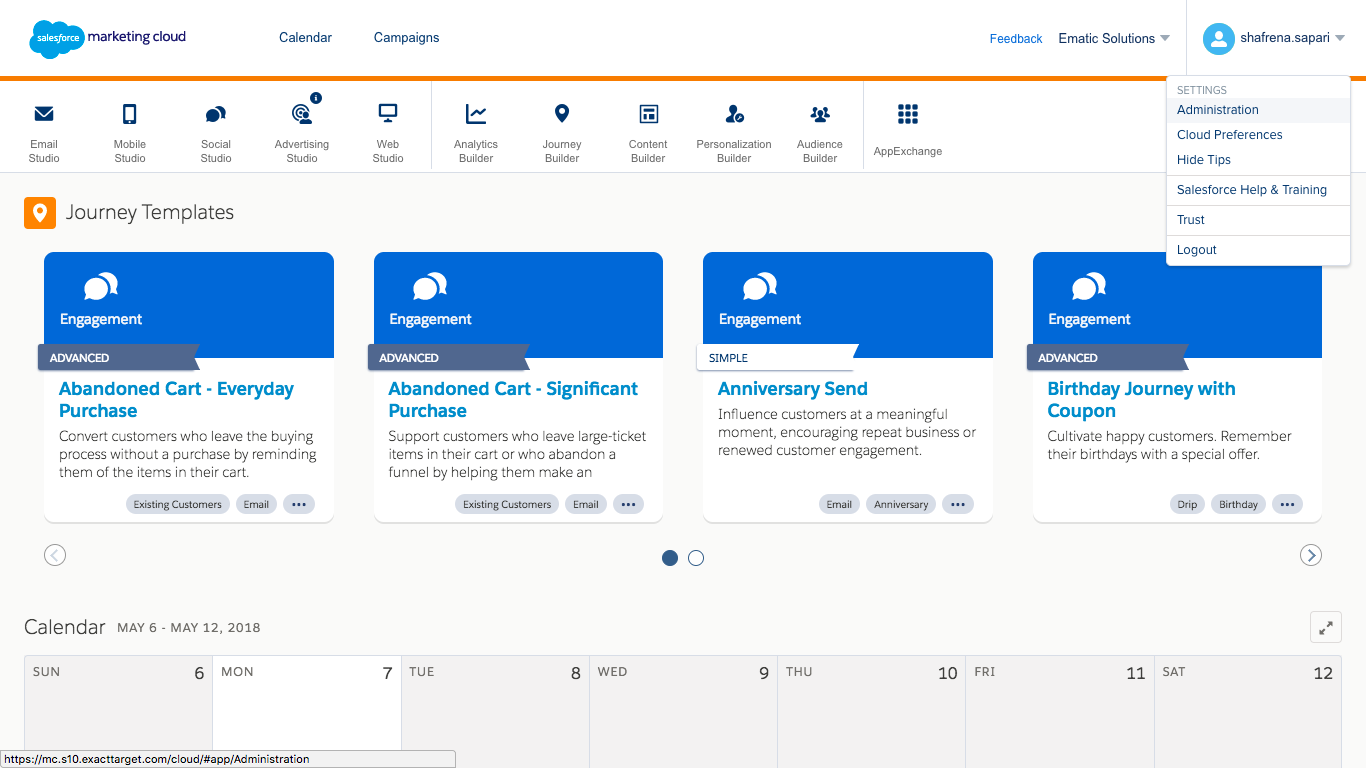 salesforce marketing cloud
Calendar
Campaigns
Feedback
Ematic Solutions
shafrena.sapari
SETTINGS
Administration
Cloud Preferences
Hide Tips
Salesforce Help & Training
Trust
Logout
Email
Studio
Mobile
Studio
Social
Studio
i
Advertising
Studio
Web
Studio
Analytics
Builder
Journey
Builder
Content
Builder
Personalization
Builder
Audience
Builder
AppExchange
Journey Templates
Engagement
ADVANCED
Abandoned Cart - Everyday
Purchase
Convert customers who leave the buying
process without a purchase by reminding
them of the items in their cart.
Existing Customers
Email
•••
Engagement
ADVANCED
Abandoned Cart - Significant
Purchase
Support customers who leave large-ticket
items in their cart or who abandon a
funnel by helping them make an
Existing Customers
Email
•••
Engagement
SIMPLE
Anniversary Send
Influence customers at a meaningful
moment, encouraging repeat business or
renewed customer engagement.
Email
Anniversary
•••
Engagement
ADVANCED
Birthday Journey with
Coupon
Cultivate happy customers. Remember
their birthdays with a special offer.
Drip
Birthday
•••
Calendar MAY 6 - MAY 12, 2018
SUN 6
MON 7
TUE 8
WED 9
THU 10
FRI 11
SAT 12
https://mc.s10.exacttarget.com/cloud/#app/Administration